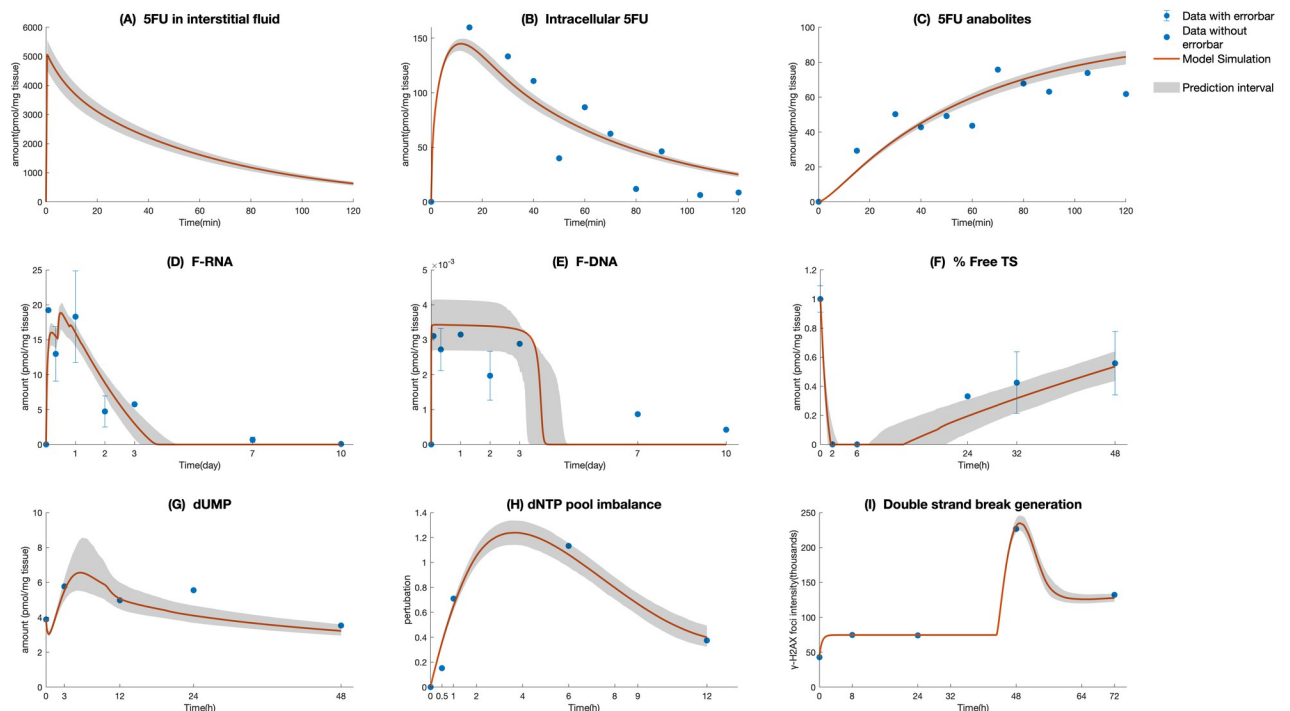 (A) 5FU in interstitial fluid
amount(pmol/mg tissue)
6000
5000
4000
3000
2000
1000
0
0 20 40 60 80 100 120
Time(min)
(B) Intracellular 5FU
amount(pmol/mg tissue)
150
100
50
0
0 20 40 60 80 100 120
Time(min)
(C) 5FU anabolites
amount(pmol/mg tissue)
100
80
60
40
20
0
0 20 40 60 80 100 120
Time(min)
Data with errorbar
Data without
errorbar
Model Simulation
Prediction interval
(D) F-RNA
amount (pmol/mg tissue)
25
20
15
10
5
0
1 2 3 7 10
Time(day)
(E) F-DNA
×10⁻³
amount (pmol/mg tissue)
5
4
3
2
1
0
1 2 3 7 10
Time(day)
(F) % Free TS
amount (pmol/mg tissue)
1.2
1
0.8
0.6
0.4
0.2
0
0 2 6 24 32 48
Time(h)
(G) dUMP
amount (pmol/mg tissue)
10
8
6
4
2
0
0 3 12 24 48
Time(h)
(H) dNTP pool imbalance
pertubation
1.4
1.2
1
0.8
0.6
0.4
0.2
0
0 0.5 1 2 4 6 8 9 12
Time(h)
(I) Double strand break generation
γ-H2AX foci intensity(thousands)
250
200
150
100
50
0
0 8 24 32 48 64 72
Time(h)